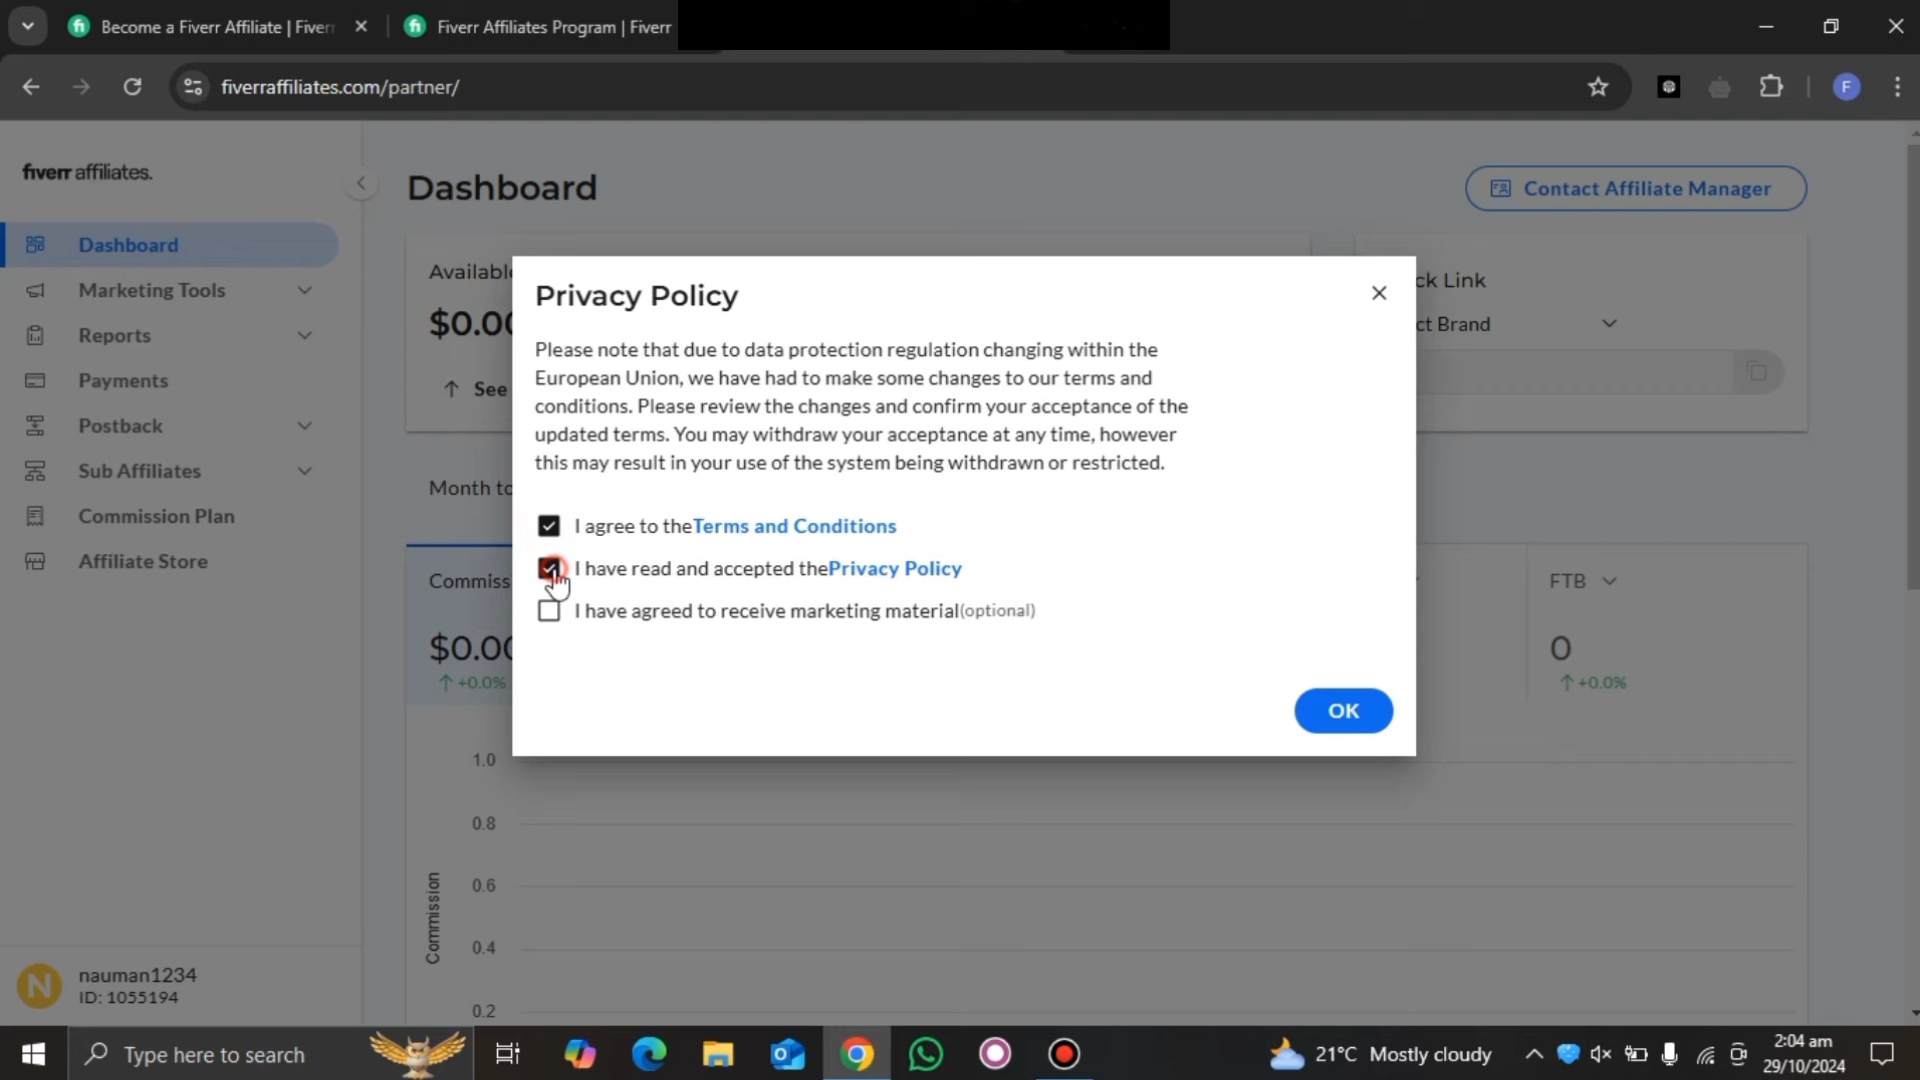 Become a Fiverr Affiliate | Fiverr
Fiverr Affiliates Program | Fiverr
fiverraffiliates.com/partner/
F
fiverr affiliates.
Dashboard
Marketing Tools
Reports
Payments
Postback
Sub Affiliates
Commission Plan
Affiliate Store
N
nauman1234
ID: 1055194
Dashboard
Contact Affiliate Manager
Available
$0.00
See
ck Link
ct Brand
Month to
Commiss
$0.00
+0.0%
FTB
0
+0.0%
Commission
1.0
0.8
0.6
0.4
0.2
Privacy Policy
Please note that due to data protection regulation changing within the
European Union, we have had to make some changes to our terms and
conditions. Please review the changes and confirm your acceptance of the
updated terms. You may withdraw your acceptance at any time, however
this may result in your use of the system being withdrawn or restricted.
I agree to theTerms and Conditions
I have read and accepted thePrivacy Policy
I have agreed to receive marketing material(optional)
OK
Type here to search
21°C Mostly cloudy
2:04 am
29/10/2024